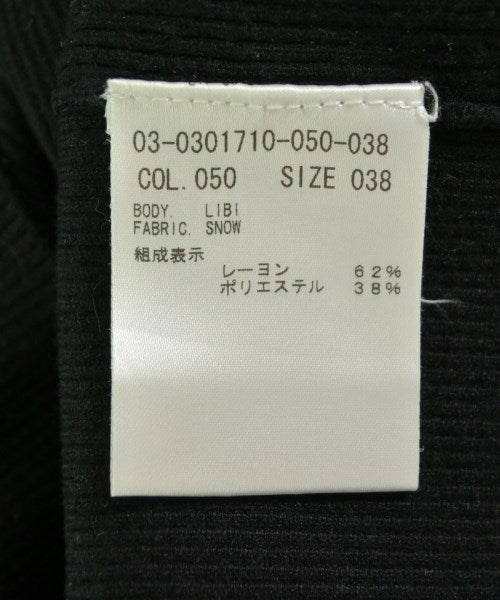 03-0301710-050-038
COL. 050 SIZE 038
BODY. LIBI
FABRIC. SNOW
組成表示
レーヨン 62%
ポリエステル 38%